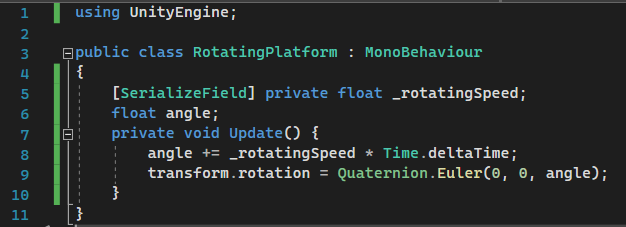 1 using UnityEngine;
2
3 public class RotatingPlatform : MonoBehaviour
4 {
5 [SerializeField] private float _rotatingSpeed;
6 float angle;
7 private void Update() {
8 angle += _rotatingSpeed * Time.deltaTime;
9 transform.rotation = Quaternion.Euler(0, 0, angle);
10 }
11 }